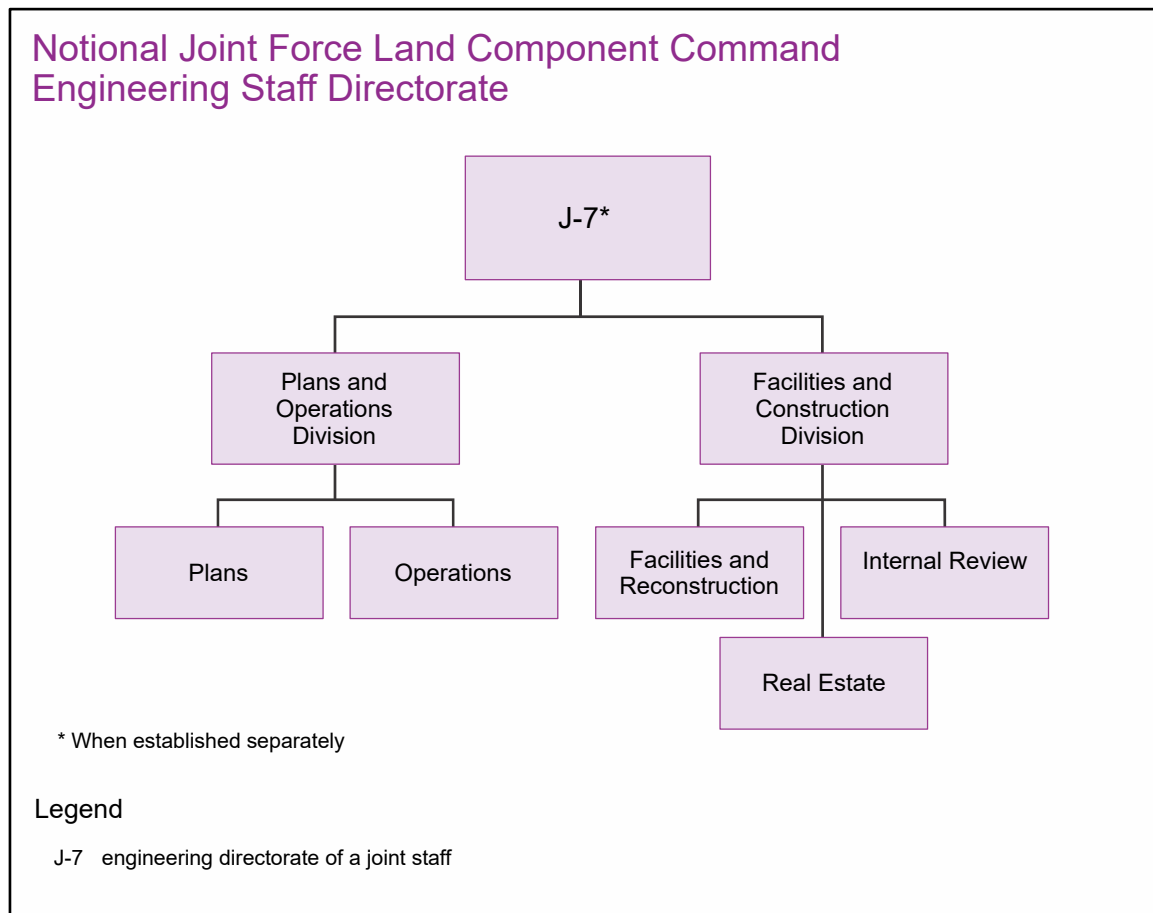 Notional Joint Force Land Component Command
Engineering Staff Directorate
J-7*
Plans and
Operations
Division
Facilities and
Construction
Division
Plans
Operations
Facilities and
Reconstruction
Internal Review
Real Estate
* When established separately
Legend
J-7 engineering directorate of a joint staff